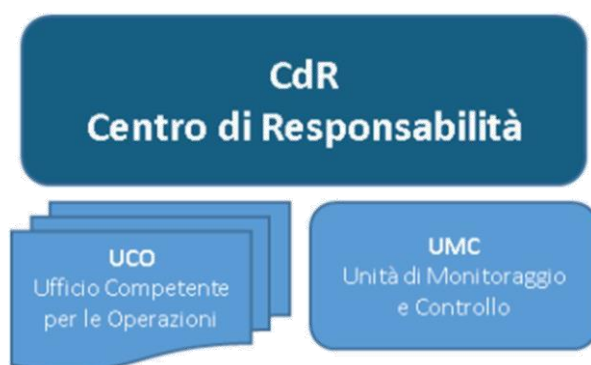 CdR
Centro di Responsabilità
UCO
Ufficio Competente
per le Operazioni
UMC
Unità di Monitoraggio
e Controllo